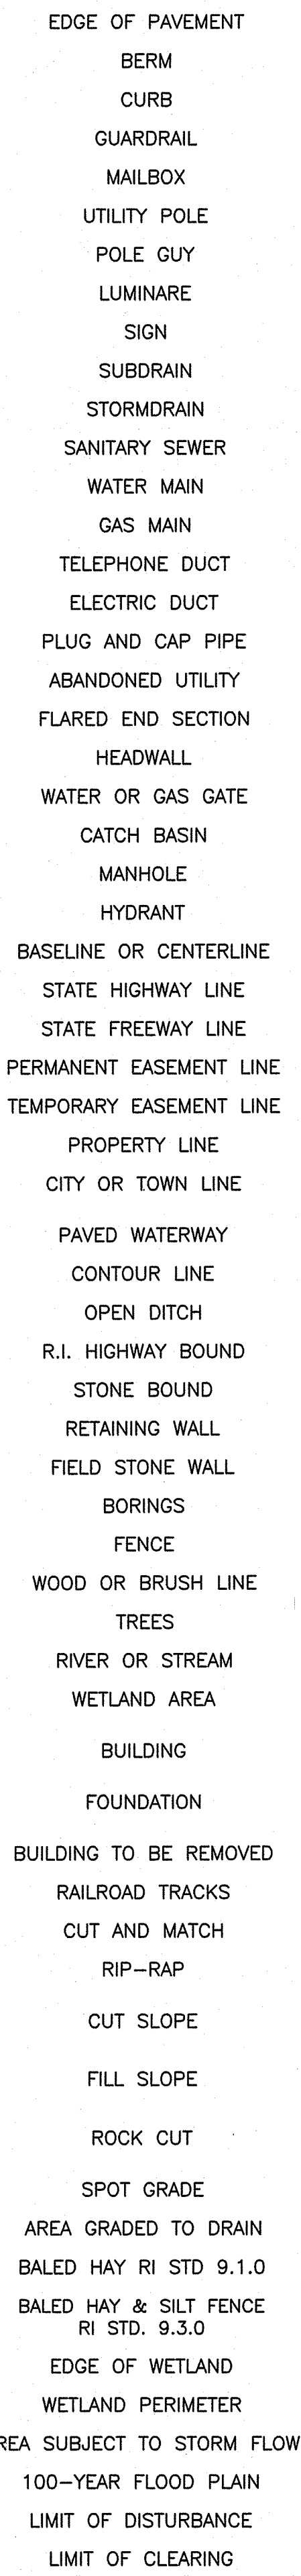 EDGE OF PAVEMENT
BERM
CURB
GUARDRAIL
MAILBOX
UTILITY POLE
POLE GUY
LUMINARE
SIGN
SUBDRAIN
STORMDRAIN
SANITARY SEWER
WATER MAIN
GAS MAIN
TELEPHONE DUCT
ELECTRIC DUCT
PLUG AND CAP PIPE
ABANDONED UTILITY
FLARED END SECTION
HEADWALL
WATER OR GAS GATE
CATCH BASIN
MANHOLE
HYDRANT
BASELINE OR CENTERLINE
STATE HIGHWAY LINE
STATE FREEWAY LINE
PERMANENT EASEMENT LINE
TEMPORARY EASEMENT LINE
PROPERTY LINE
CITY OR TOWN LINE
PAVED WATERWAY
CONTOUR LINE
OPEN DITCH
R.I. HIGHWAY BOUND
STONE BOUND
RETAINING WALL
FIELD STONE WALL
BORINGS
FENCE
WOOD OR BRUSH LINE
TREES
RIVER OR STREAM
WETLAND AREA
BUILDING
FOUNDATION
BUILDING TO BE REMOVED
RAILROAD TRACKS
CUT AND MATCH
RIP-RAP
CUT SLOPE
FILL SLOPE
ROCK CUT
SPOT GRADE
AREA GRADED TO DRAIN
BALED HAY RI STD 9.1.0
BALED HAY & SILT FENCE
RI STD. 9.3.0
EDGE OF WETLAND
WETLAND PERIMETER
REA SUBJECT TO STORM FLOW
100-YEAR FLOOD PLAIN
LIMIT OF DISTURBANCE
LIMIT OF CLEARING